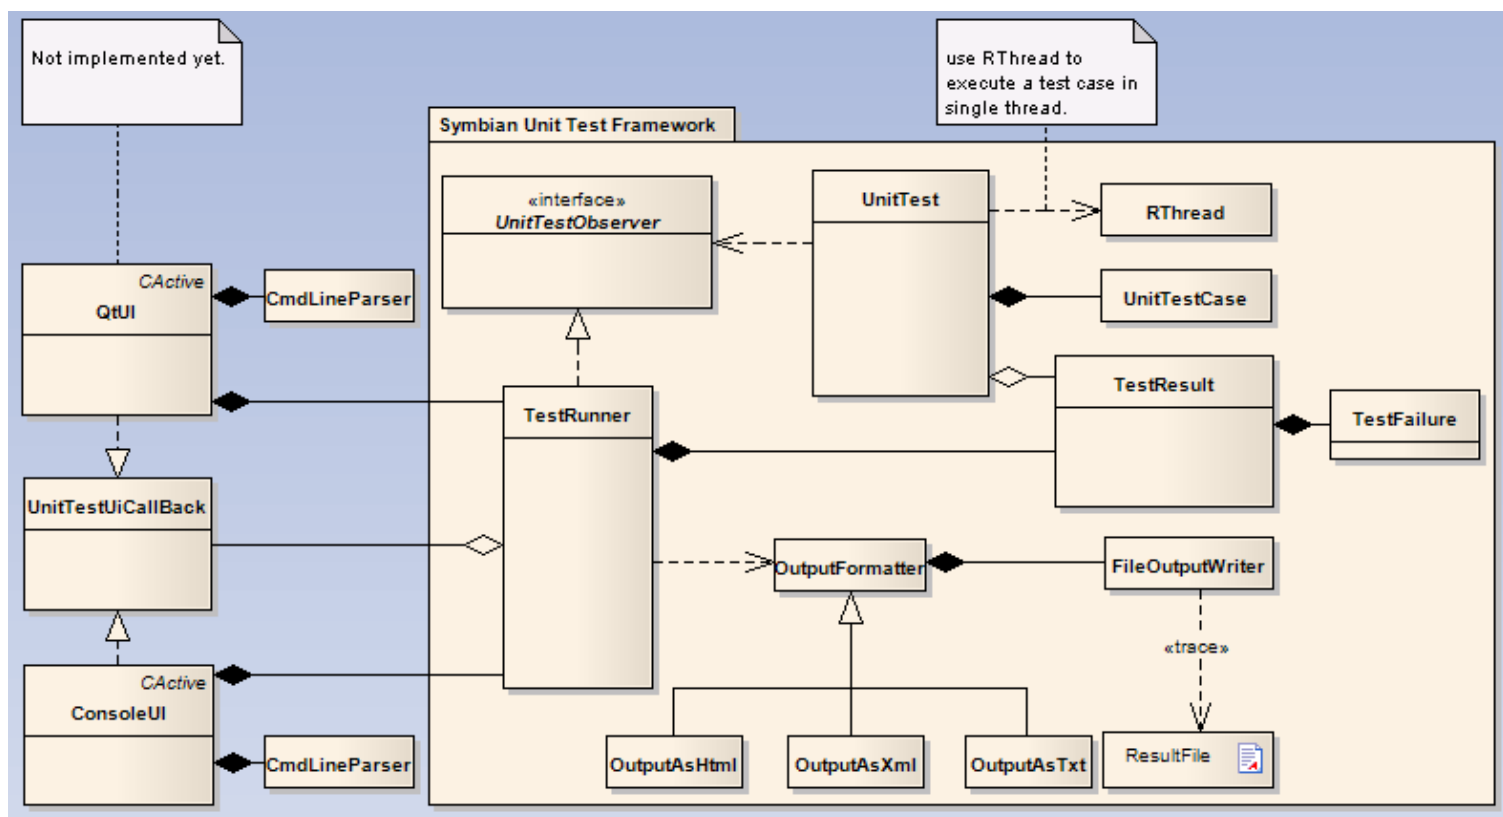 Not implemented yet.
use RThread to
execute a test case in
single thread.
Symbian Unit Test Framework
«interface»
UnitTestObserver
UnitTest
RThread
CActive
QtUI
CmdLineParser
UnitTestCase
TestResult
TestFailure
TestRunner
UnitTestUiCallBack
OutputFormatter
FileOutputWriter
«trace»
CActive
ConsoleUI
CmdLineParser
OutputAsHtml
OutputAsXml
OutputAsTxt
ResultFile